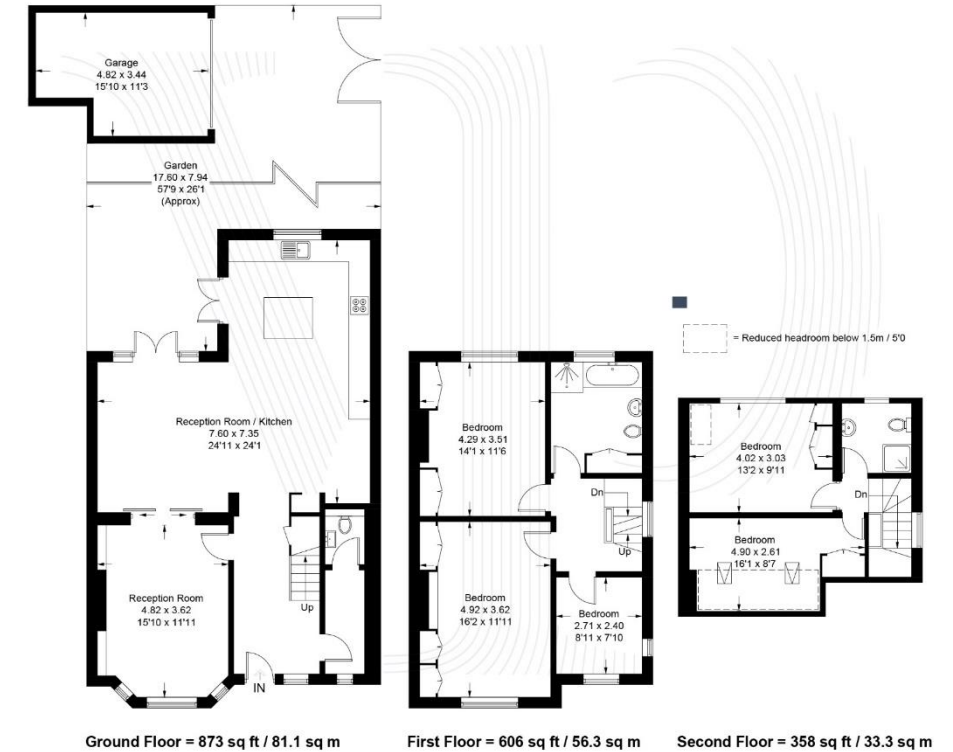 Garage
4.82 x 3.44
15'10 x 11'3
Garden
17.60 x 7.94
57'9 x 26'1
(Approx)
Reception Room / Kitchen
7.60 x 7.35
24'11 x 24'1
Reception Room
4.82 x 3.62
15'10 x 11'11
Up
IN
Ground Floor = 873 sq ft / 81.1 sq m
Bedroom
4.29 x 3.51
14'1 x 11'6
Dn
Up
Bedroom
4.92 x 3.62
16'2 x 11'11
Bedroom
2.71 x 2.40
8'11 x 7'10
First Floor = 606 sq ft / 56.3 sq m
= Reduced headroom below 1.5m / 5'0
Bedroom
4.02 x 3.03
13'2 x 9'11
Dn
Bedroom
4.90 x 2.61
16'1 x 8'7
Second Floor = 358 sq ft / 33.3 sq m